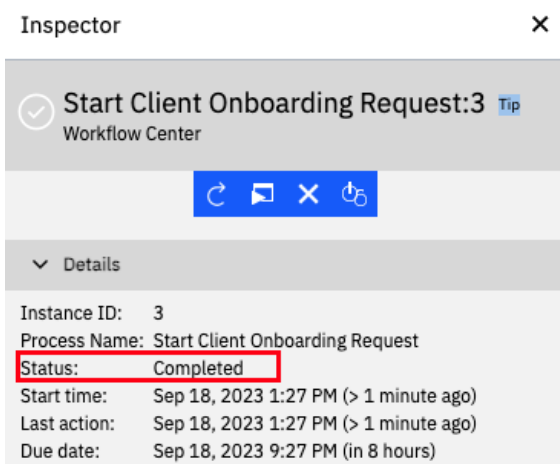 Inspector
Start Client Onboarding Request:3 Tip
Workflow Center
Details
Instance ID: 3
Process Name: Start Client Onboarding Request
Status: Completed
Start time: Sep 18, 2023 1:27 PM (> 1 minute ago)
Last action: Sep 18, 2023 1:27 PM (> 1 minute ago)
Due date: Sep 18, 2023 9:27 PM (in 8 hours)